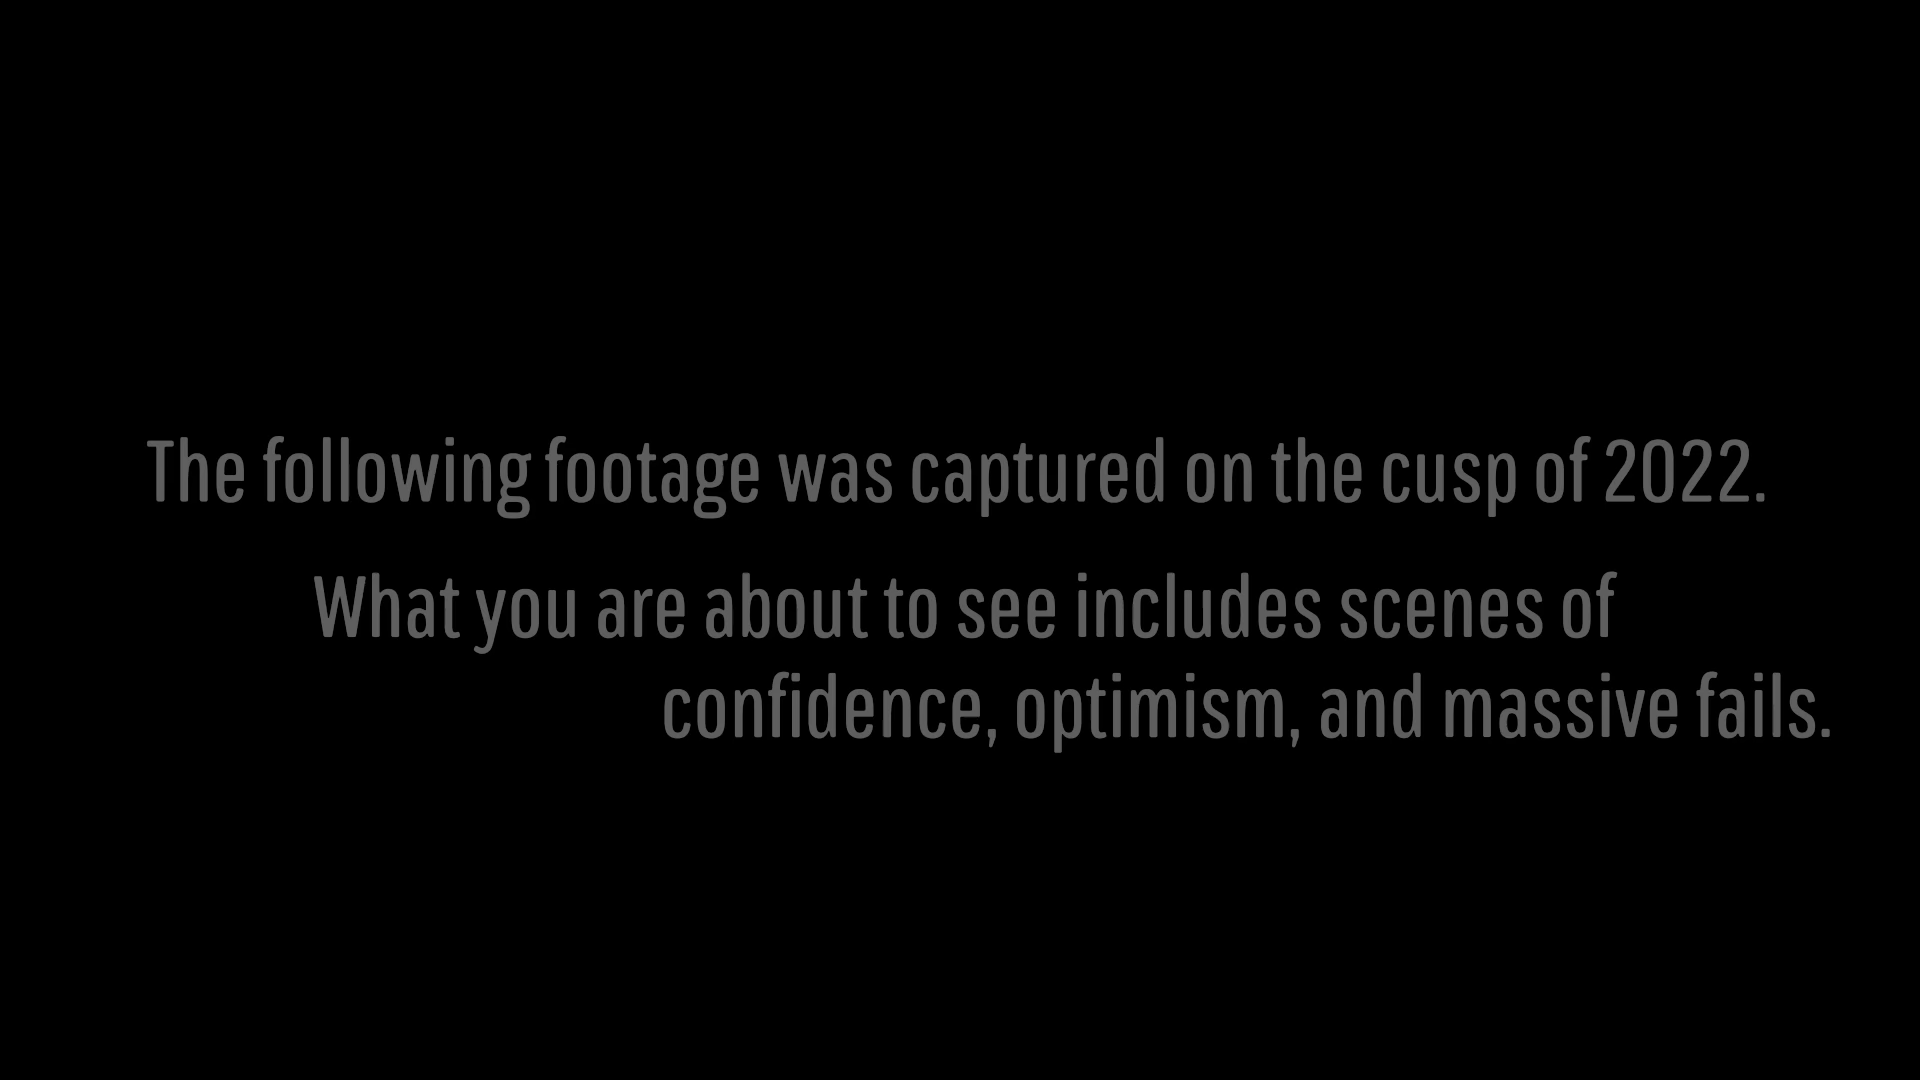 The following footage was captured on the cusp of 2022.
What you are about to see includes scenes of
confidence, optimism, and massive fails.